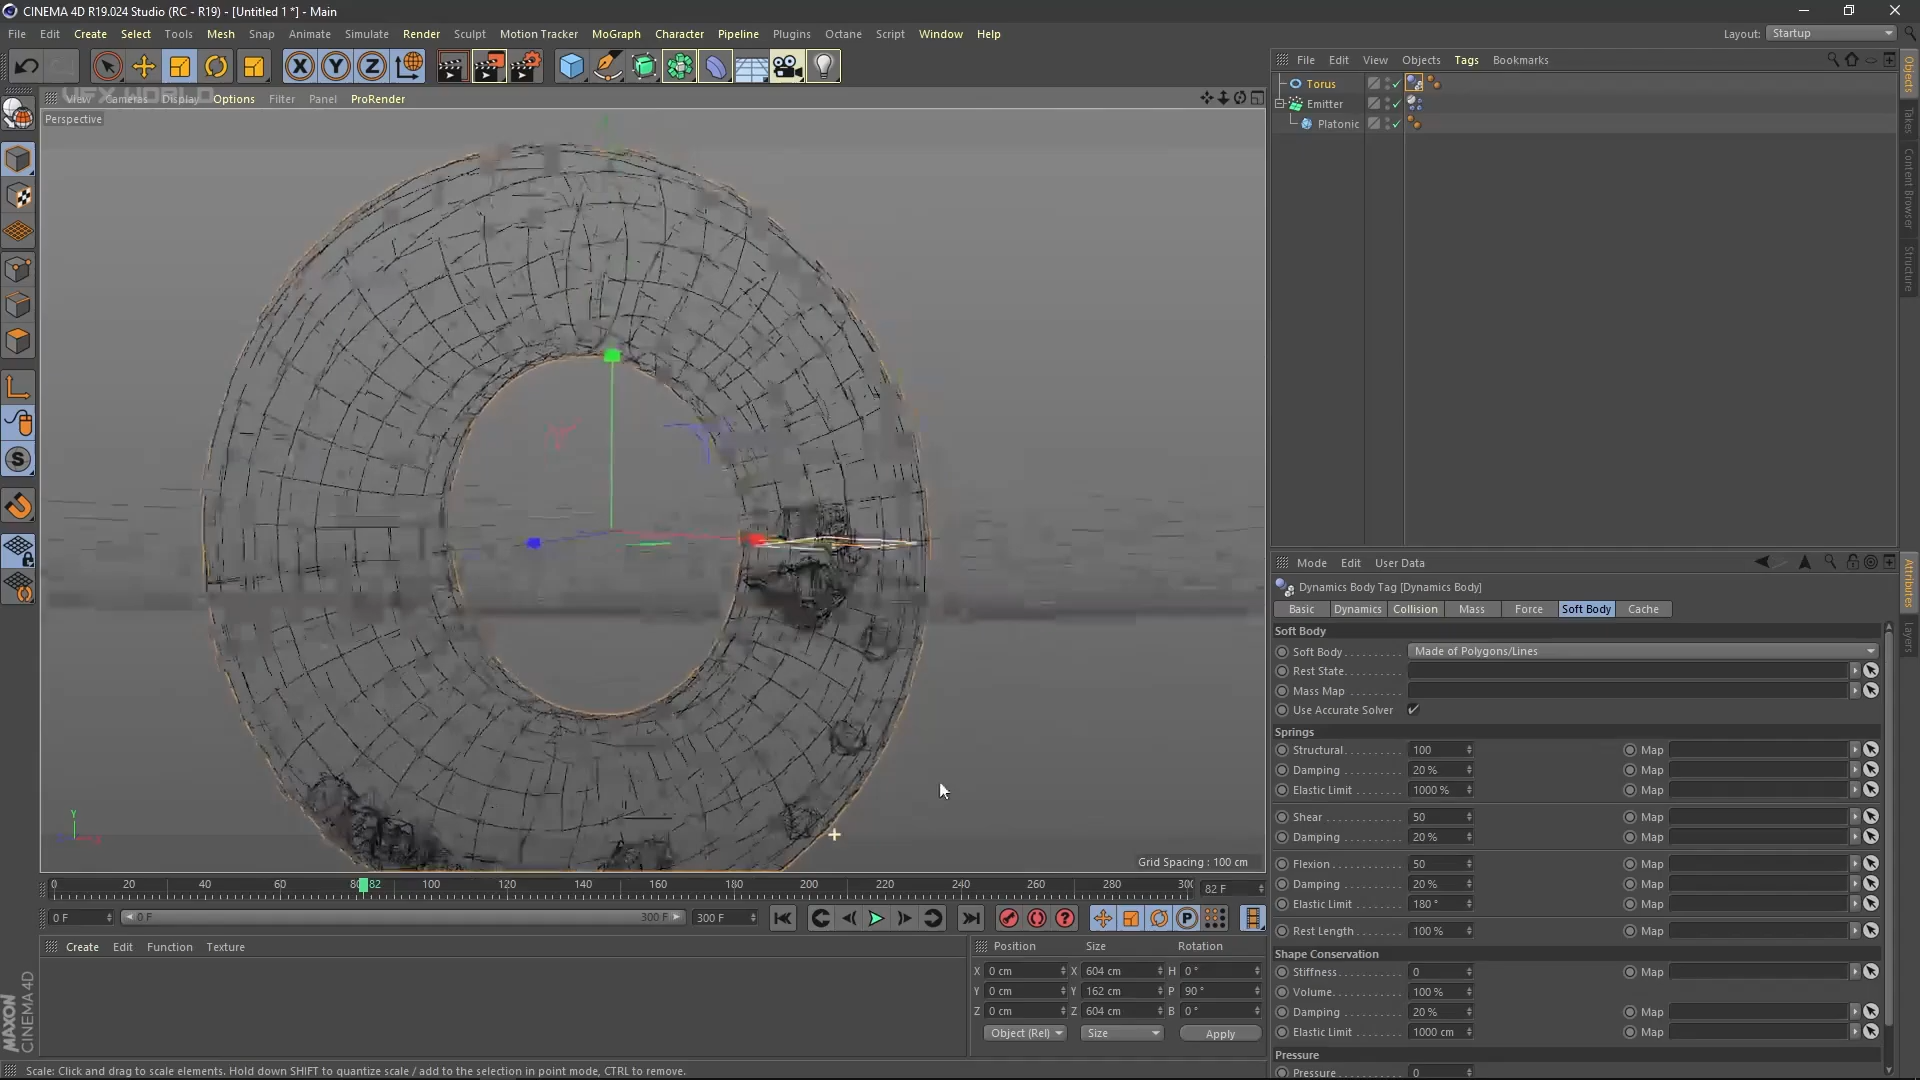 CINEMA 4D R19.024 Studio (RC - R19) - [Untitled 1 *] - Main
File Edit Create Select Tools Mesh Snap Animate Simulate Render Sculpt Motion Tracker MoGraph Character Pipeline Plugins Octane Script Window Help
Layout: Startup
VFX WORLD
View Cameras Display Options Filter Panel ProRender
Perspective
Grid Spacing : 100 cm
File Edit View Objects Tags Bookmarks
Torus
Emitter
Platonic
Objects
Takes
Content Browser
Structure
Mode Edit User Data
Dynamics Body Tag [Dynamics Body]
Basic Dynamics Collision Mass Force Soft Body Cache
Soft Body
Soft Body . . . . . . . . . . Made of Polygons/Lines
Rest State. . . . . . . . . .
Mass Map . . . . . . . . . .
Use Accurate Solver
Springs
Structural . . . . . . . . . . 100 Map
Damping . . . . . . . . . . 20 % Map
Elastic Limit . . . . . . . . 1000 % Map
Shear . . . . . . . . . . . . 50 Map
Damping . . . . . . . . . . 20 % Map
Flexion . . . . . . . . . . . 50 Map
Damping . . . . . . . . . . 20 % Map
Elastic Limit . . . . . . . . 180 ° Map
Rest Length . . . . . . . . 100 % Map
Shape Conservation
Stiffness . . . . . . . . . . 0 Map
Volume. . . . . . . . . . . 100 %
Damping . . . . . . . . . . 20 % Map
Elastic Limit . . . . . . . . 1000 cm Map
Pressure
Pressure . . . . . . . . . . 0
Attributes
Layers
0 20 40 60 80 82 100 120 140 160 180 200 220 240 260 280 30 82 F
0 F 0 F 300 F 300 F
Create Edit Function Texture
Position Size Rotation
X 0 cm X 604 cm H 0 °
Y 0 cm Y 162 cm P 90 °
Z 0 cm Z 604 cm B 0 °
Object (Rel) Size Apply
MAXON
CINEMA 4D
Scale: Click and drag to scale elements. Hold down SHIFT to quantize scale / add to the selection in point mode, CTRL to remove.